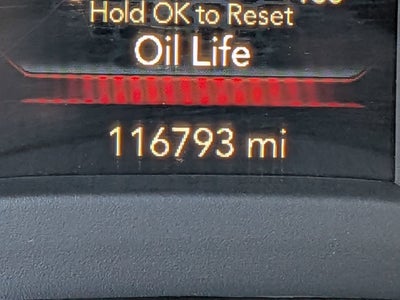 Hold OK to Reset
Oil Life
116793 mi